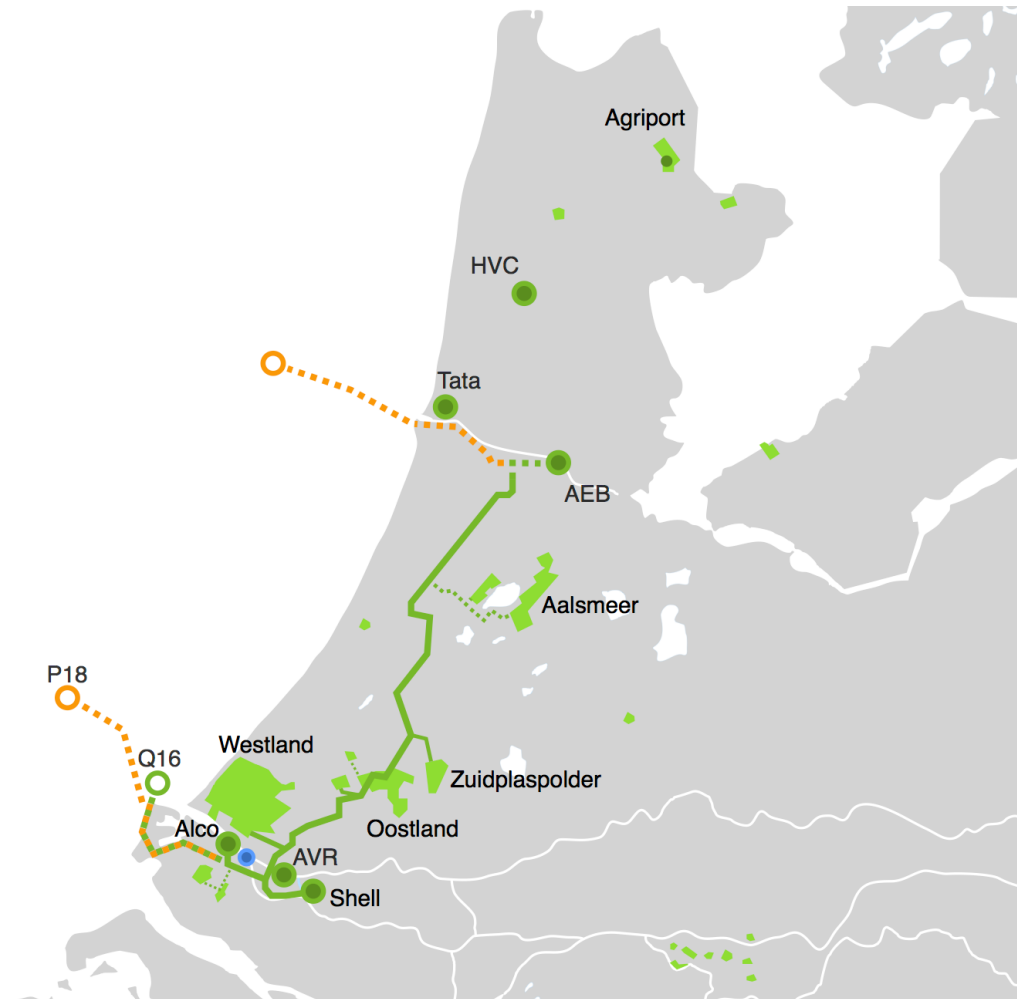 Agriport
HVC
Tata
AEB
Aalsmeer
P18
Westland
Q16
Zuidplaspolder
Alco
Oostland
AVR
Shell